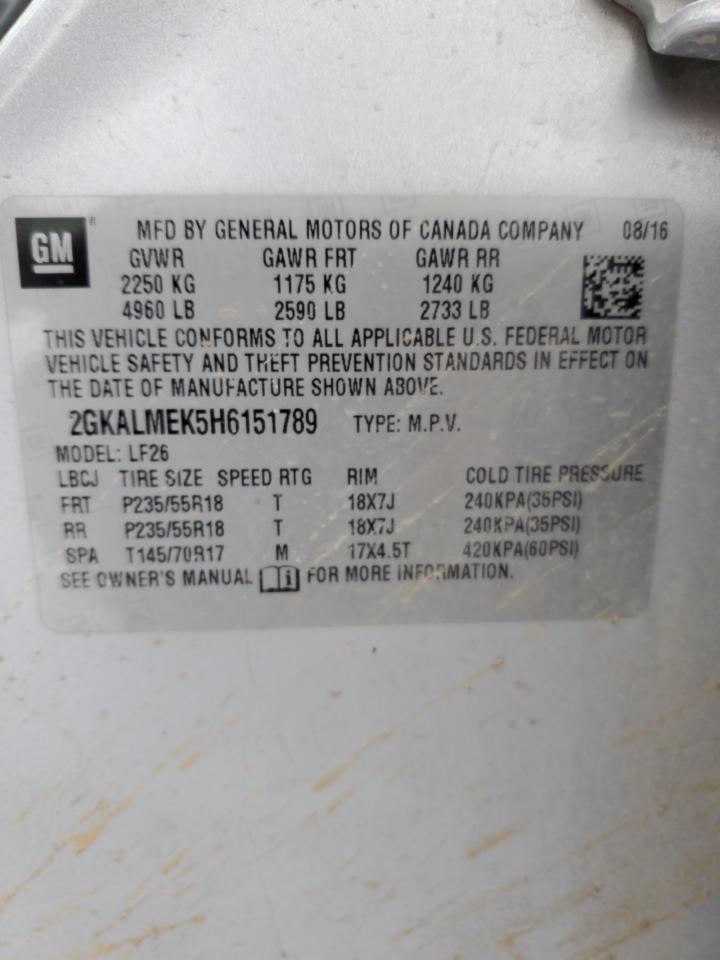 GM ® MFD BY GENERAL MOTORS OF CANADA COMPANY 08/16
GVWR GAWR FRT GAWR RR
2250 KG 1175 KG 1240 KG
4960 LB 2590 LB 2733 LB
THIS VEHICLE CONFORMS TO ALL APPLICABLE U.S. FEDERAL MOTOR
VEHICLE SAFETY AND THEFT PREVENTION STANDARDS IN EFFECT ON
THE DATE OF MANUFACTURE SHOWN ABOVE.
2GKALMEK5H6151789 TYPE: M.P.V.
MODEL: LF26
LBCJ TIRE SIZE SPEED RTG RIM COLD TIRE PRESSURE
FRT P235/55R18 T 18X7J 240KPA(35PSI)
RR P235/55R18 T 18X7J 240KPA(35PSI)
SPA T145/70R17 M 17X4.5T 420KPA(60PSI)
SEE OWNER'S MANUAL i FOR MORE INFORMATION.